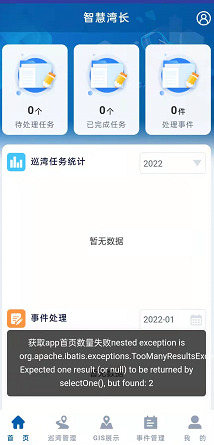 智慧湾长
0个 0个 0件
待处理任务 已完成任务 处理事件
巡湾任务统计 2022
暂无数据
事件处理 2022-01
获取app首页数量失败nested exception is
org.apache.ibatis.exceptions.TooManyResultsExc
Expected one result (or null) to be returned by
selectOne(), but found: 2
首 页 巡湾管理 GIS展示 事件管理 我 的